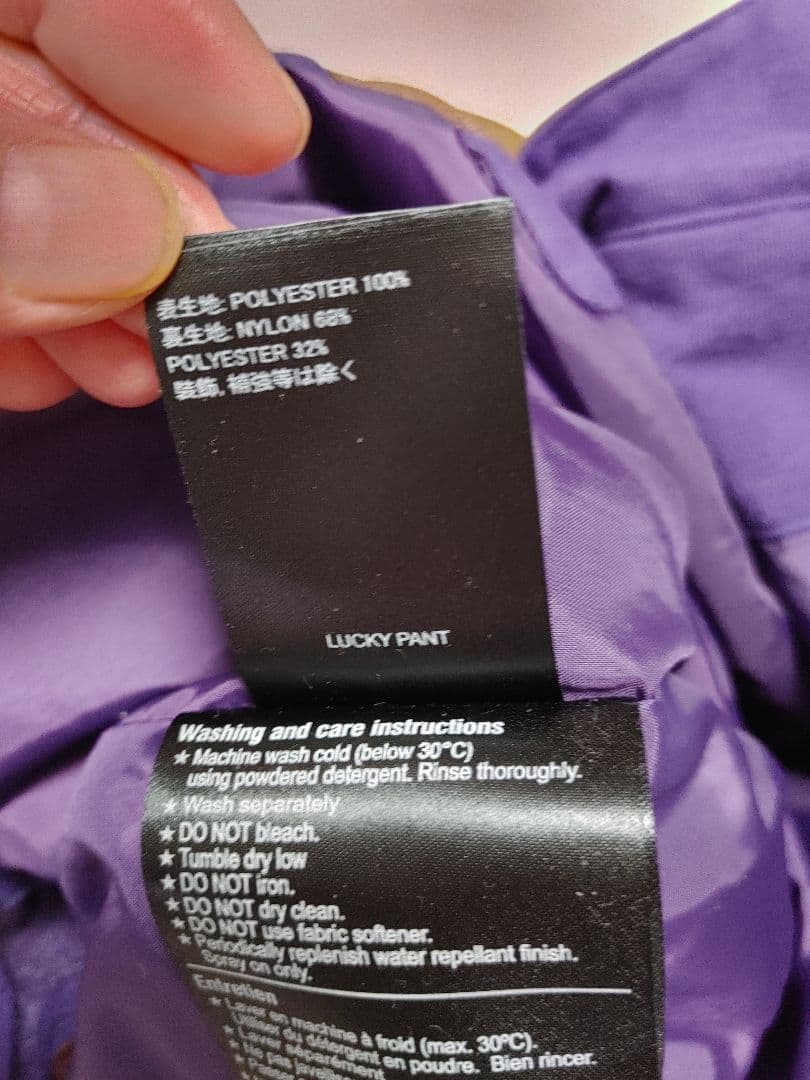 表生地: POLYESTER 100%
裏生地: NYLON 68%
POLYESTER 32%
装飾, 補強等は除く
LUCKY PANT
Washing and care instructions
★ Machine wash cold (below 30°C)
using powdered detergent. Rinse thoroughly.
★ Wash separately
★ DO NOT bleach.
★ Tumble dry low
★ DO NOT iron.
★ DO NOT dry clean.
★ DO NOT use fabric softener.
★ Periodically replenish water repellant finish.
Spray on only.
Entretien
★ Laver en machine à froid (max. 30°C).
Utiliser du détergent en poudre. Bien rincer.
★ Laver séparément
★ Ne pas javelliser